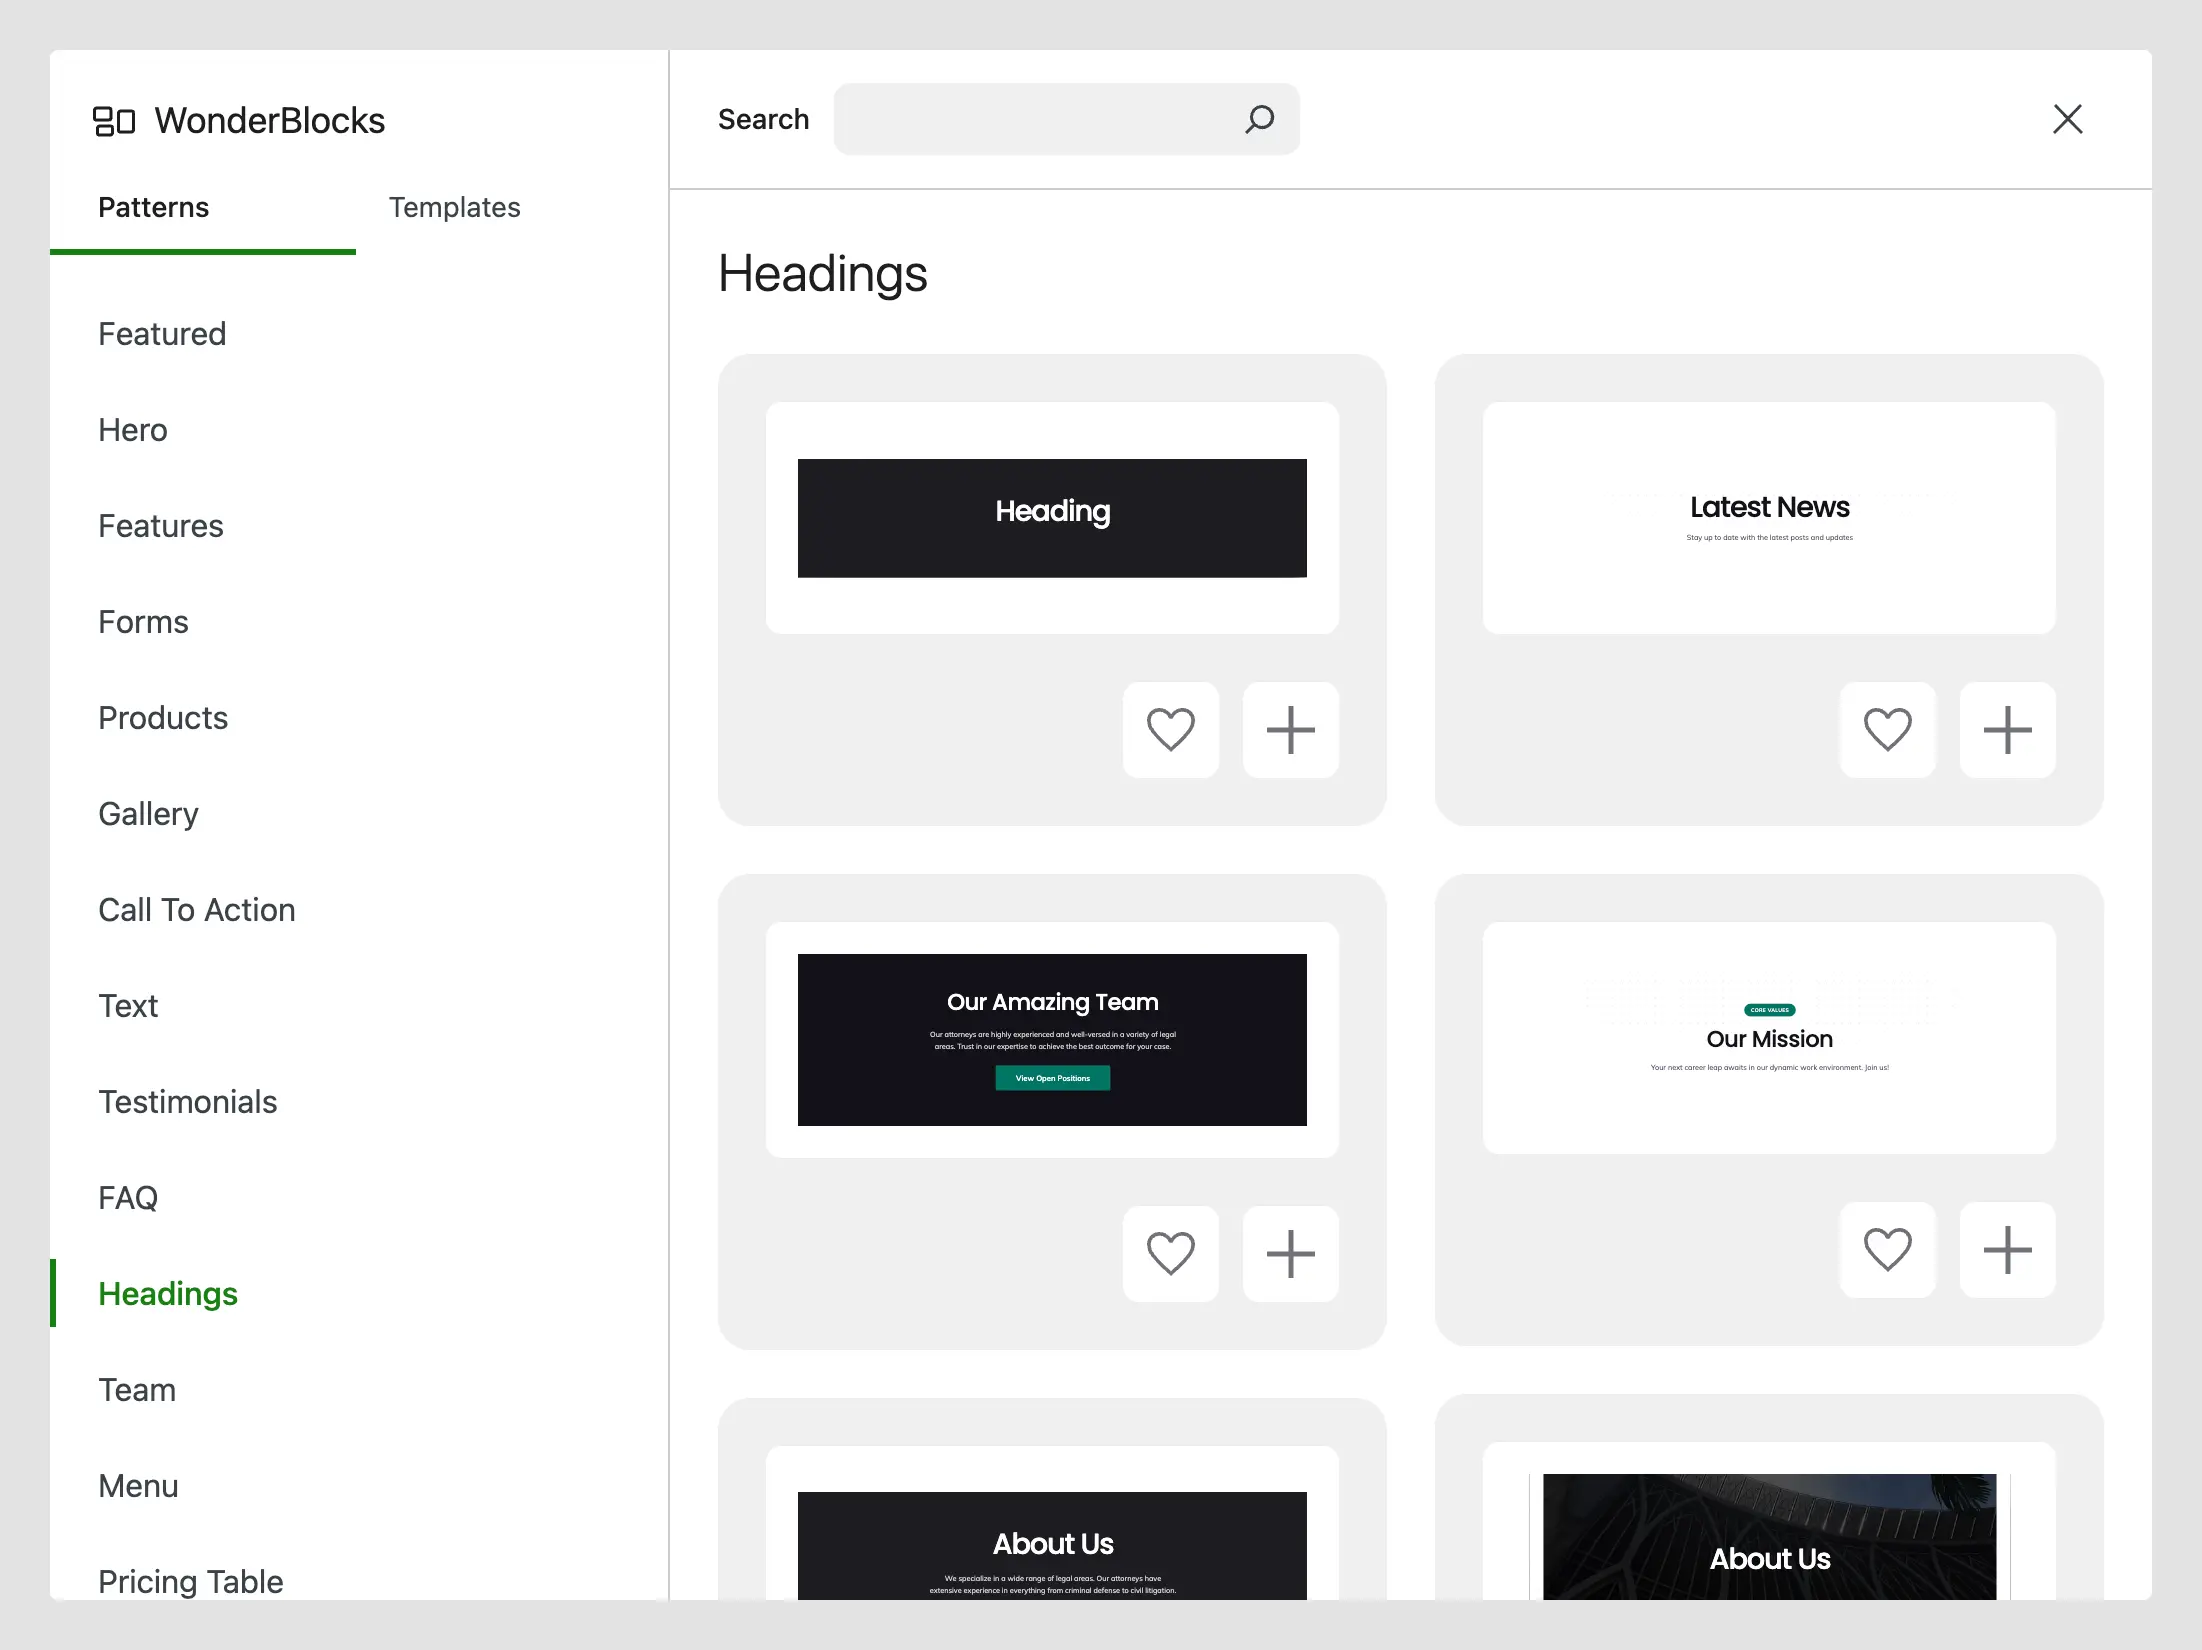 WonderBlocks
Patterns
Templates
Featured
Hero
Features
Forms
Products
Gallery
Call To Action
Text
Testimonials
FAQ
Headings
Team
Menu
Pricing Table
Search
Headings
Heading
Latest News
Stay up to date with the latest posts and updates
Our Amazing Team
Our attorneys are highly experienced and well-versed in a variety of legal
areas. Trust in our expertise to achieve the best outcome for your case.
View Open Positions
CORE VALUES
Our Mission
Your next career leap awaits in our dynamic work environment. Join us!
About Us
We specialize in a wide range of legal areas. Our attorneys have
extensive experience in everything from criminal defense to civil litigation.
About Us